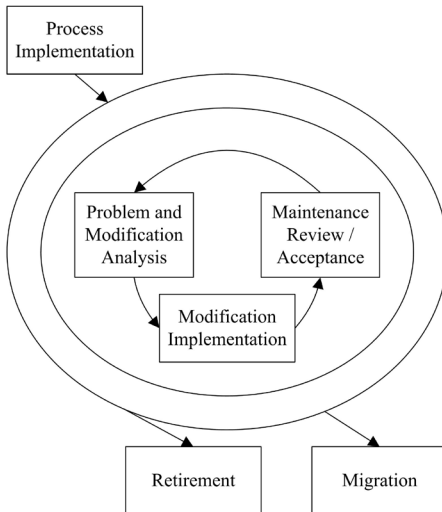 Process
Implementation
Problem and
Modification
Analysis
Maintenance
Review /
Acceptance
Modification
Implementation
Retirement
Migration